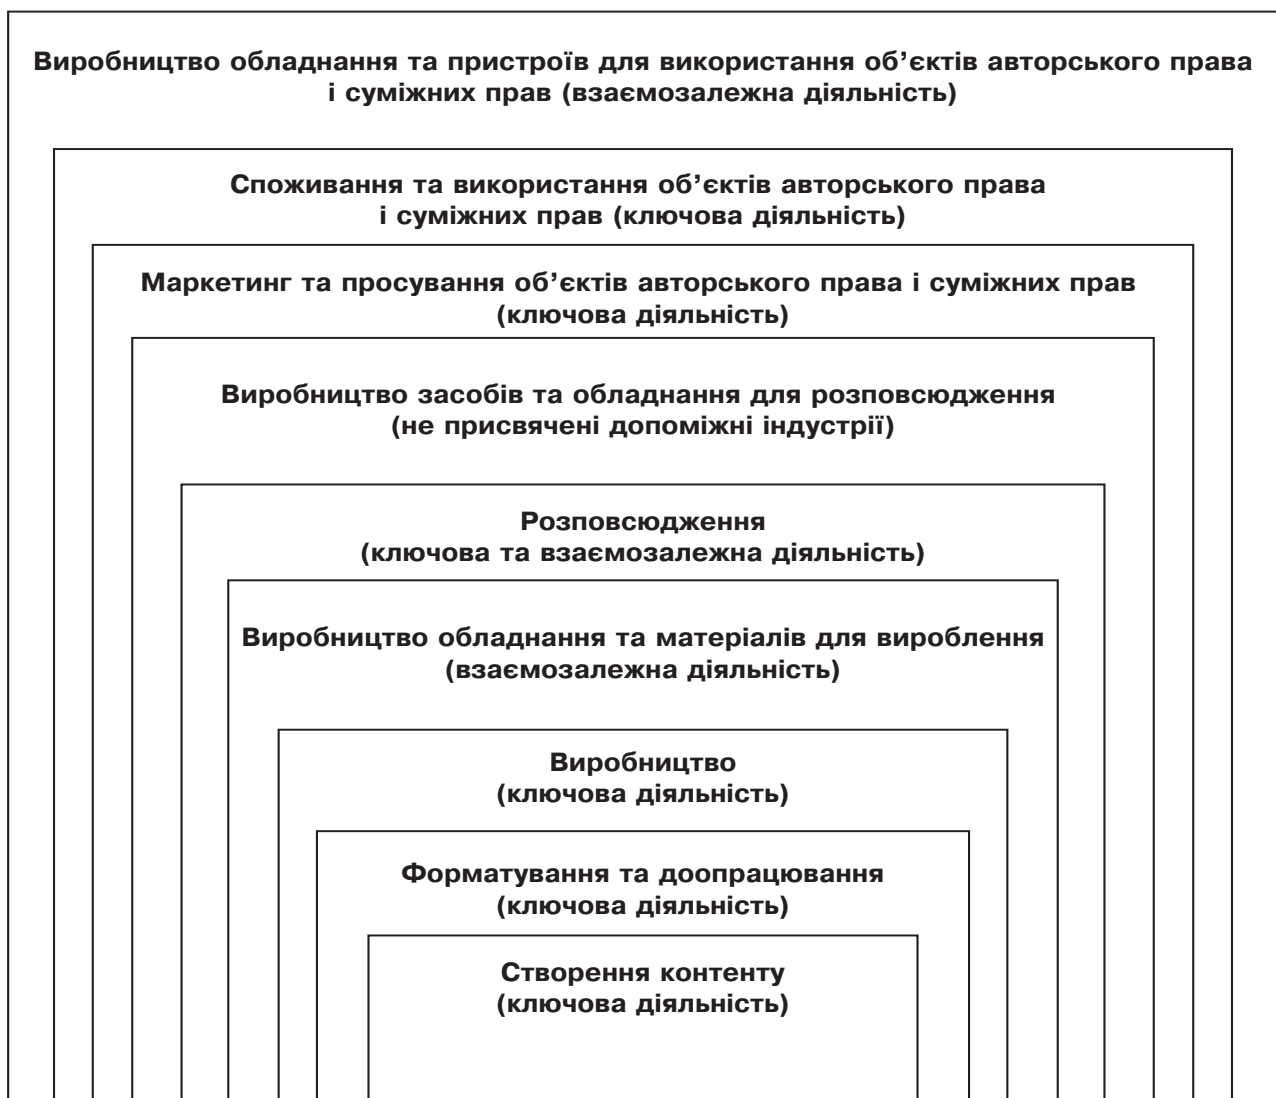 Виробництво обладнання та пристроїв для використання об’єктів авторського права
і суміжних прав (взаємозалежна діяльність)
Споживання та використання об’єктів авторського права
і суміжних прав (ключова діяльність)
Маркетинг та просування об’єктів авторського права і суміжних прав
(ключова діяльність)
Виробництво засобів та обладнання для розповсюдження
(не присвячені допоміжні індустрії)
Розповсюдження
(ключова та взаємозалежна діяльність)
Виробництво обладнання та матеріалів для вироблення
(взаємозалежна діяльність)
Виробництво
(ключова діяльність)
Форматування та доопрацювання
(ключова діяльність)
Створення контенту
(ключова діяльність)